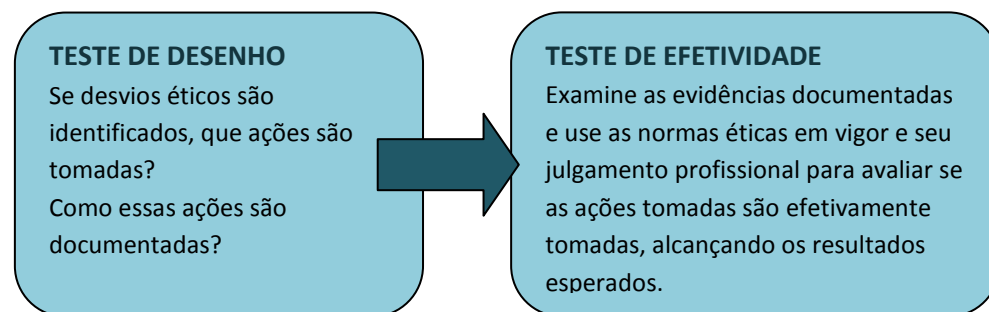 TESTE DE DESENHO
Se desvios éticos são
identificados, que ações são
tomadas?
Como essas ações são
documentadas?
TESTE DE EFETIVIDADE
Examine as evidências documentadas
e use as normas éticas em vigor e seu
julgamento profissional para avaliar se
as ações tomadas são efetivamente
tomadas, alcançando os resultados
esperados.